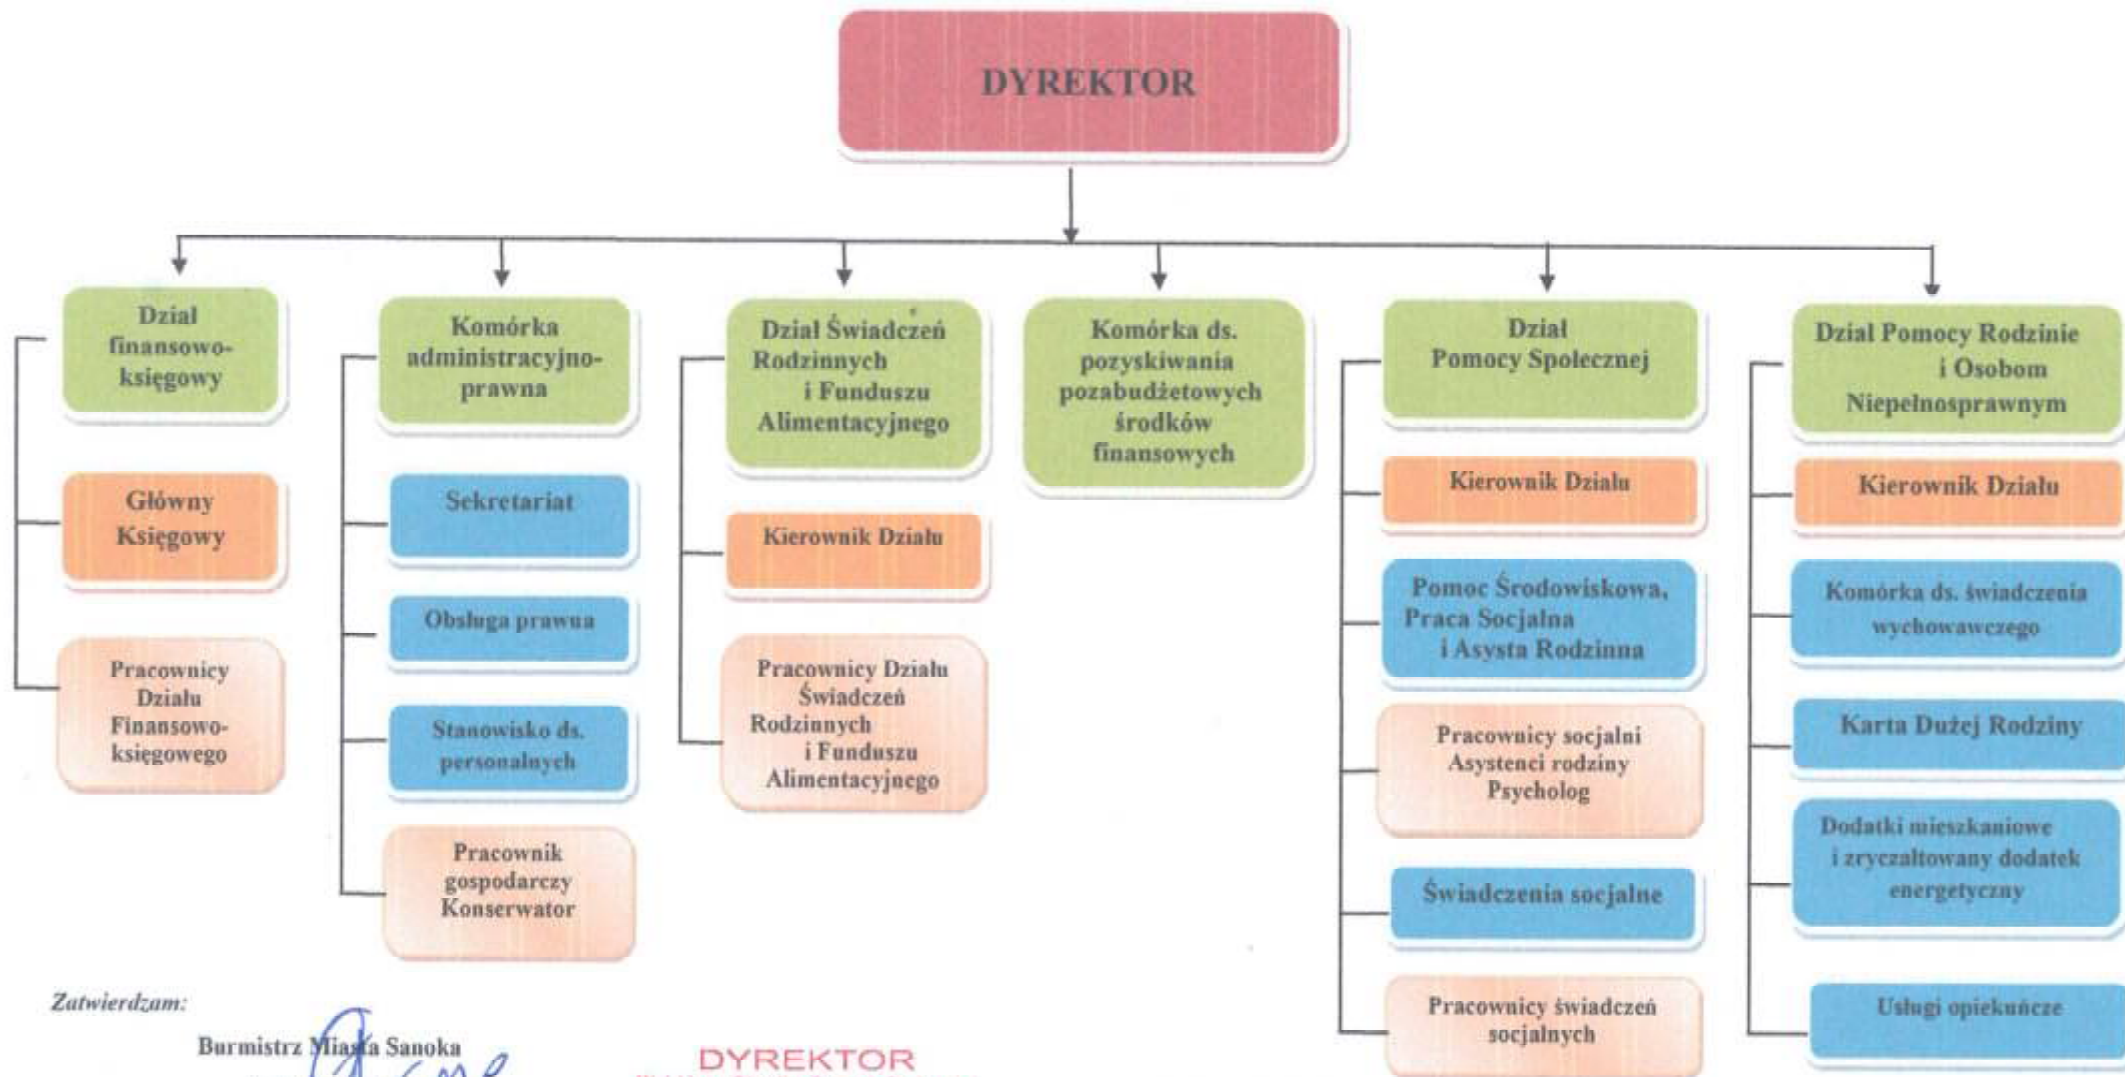 DYREKTOR
Dział
finansowo-
księgowy
Główny
Księgowy
Pracownicy
Działu
Finansowo-
księgowego
Komórka
administracyjno-
prawna
Sekretariat
Obsługa prawna
Stanowisko ds.
personalnych
Pracownik
gospodarczy
Konserwator
Dział Świadczeń
Rodzinnych
i Funduszu
Alimentacyjnego
Kierownik Działu
Pracownicy Działu
Świadczeń
Rodzinnych
i Funduszu
Alimentacyjnego
Komórka ds.
pozyskiwania
pozabudżetowych
środków
finansowych
Dział
Pomocy Społecznej
Kierownik Działu
Pomoc Środowiskowa,
Praca Socjalna
i Asysta Rodzinna
Pracownicy socjalni
Asystenci rodziny
Psycholog
Świadczenia socjalne
Pracownicy świadczeń
socjalnych
Dział Pomocy Rodzinie
i Osobom
Niepełnosprawnym
Kierownik Działu
Komórka ds. świadczenia
wychowawczego
Karta Dużej Rodziny
Dodatki mieszkaniowe
i zryczałtowany dodatek
energetyczny
Usługi opiekuńcze
Zatwierdzam:
Burmistrz Miasta Sanoka
DYREKTOR